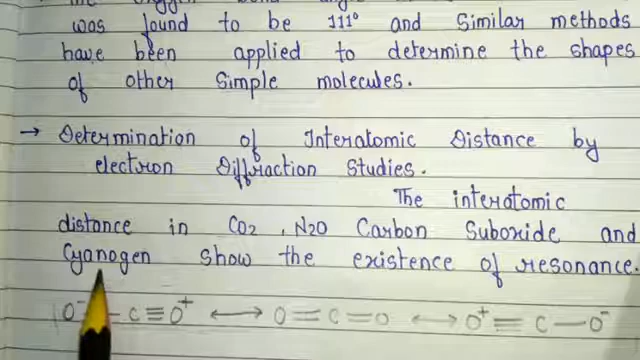 was found to be 111° and Similar methods
have been applied to determine the shapes
of other Simple molecules.
→ Determination of Interatomic Distance by
electron Diffraction Studies.
The interatomic
distance in CO2, N2O Carbon Suboxide and
Cyanogen show the existence of resonance.
O⁻ — C ≡ O⁺ ⟷ O = C = O ⟷ O⁺ ≡ C — O⁻